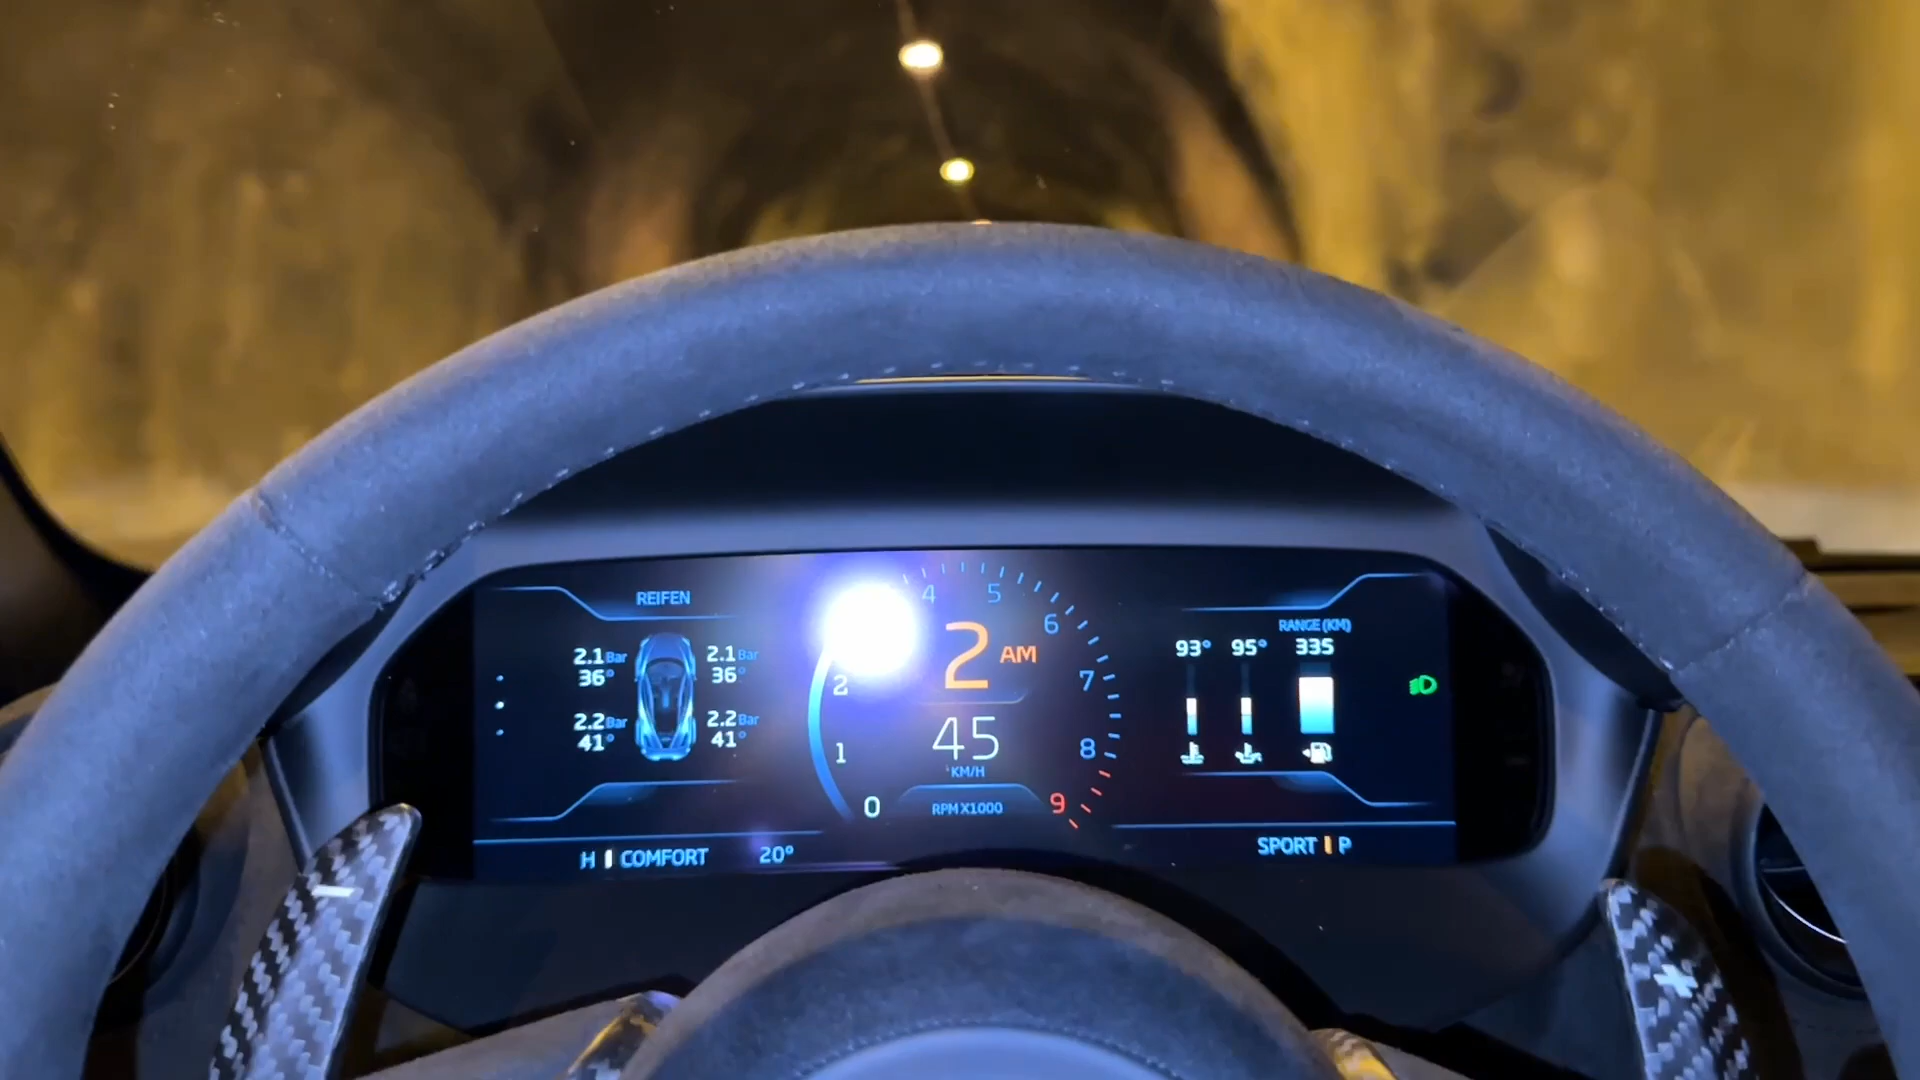 REIFEN
2.1 Bar 2.1 Bar
36° 36°
2.2 Bar 2.2 Bar
41° 41°
4 5 6 7 8 9
2 1 0
2 AM
45
KM/H
RPM X1000
RANGE (KM)
93° 95° 335
H COMFORT 20°
SPORT P
- +